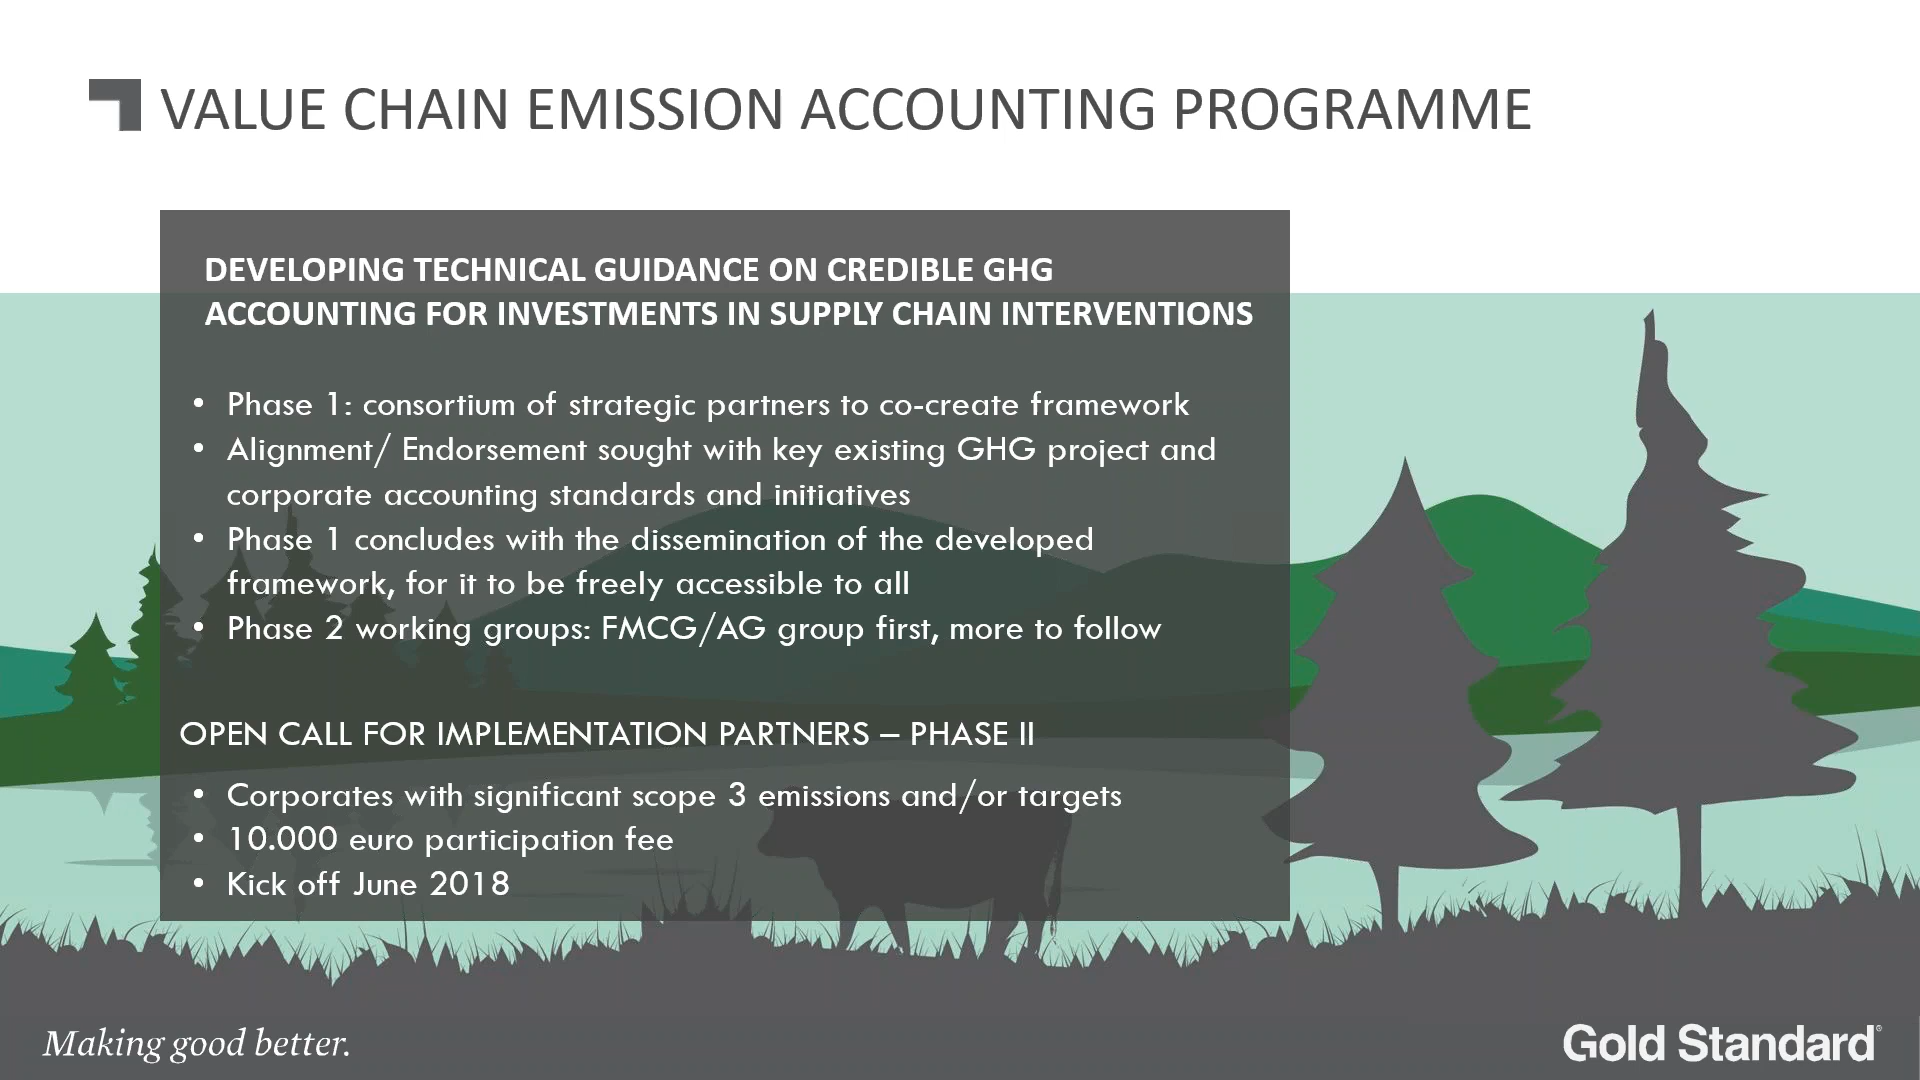 VALUE CHAIN EMISSION ACCOUNTING PROGRAMME
DEVELOPING TECHNICAL GUIDANCE ON CREDIBLE GHG
ACCOUNTING FOR INVESTMENTS IN SUPPLY CHAIN INTERVENTIONS
• Phase 1: consortium of strategic partners to co-create framework
• Alignment/ Endorsement sought with key existing GHG project and
corporate accounting standards and initiatives
• Phase 1 concludes with the dissemination of the developed
framework, for it to be freely accessible to all
• Phase 2 working groups: FMCG/AG group first, more to follow
OPEN CALL FOR IMPLEMENTATION PARTNERS – PHASE II
• Corporates with significant scope 3 emissions and/or targets
• 10.000 euro participation fee
• Kick off June 2018
Making good better.
Gold Standard®